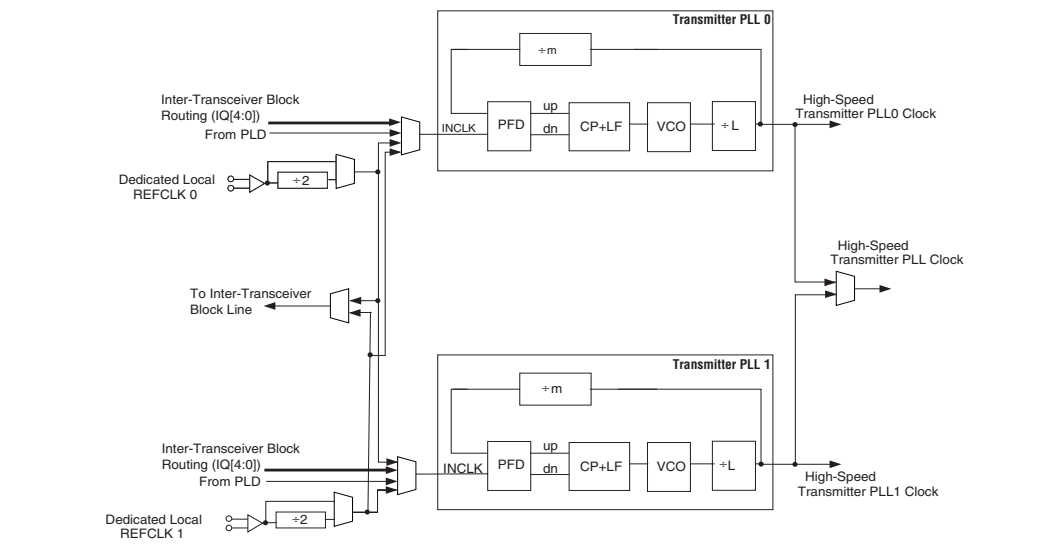 Transmitter PLL 0
÷m
Inter-Transceiver Block
Routing (IQ[4:0])
From PLD
INCLK
PFD
up
dn
CP+LF
VCO
÷L
High-Speed
Transmitter PLL0 Clock
Dedicated Local
REFCLK 0
÷2
High-Speed
Transmitter PLL Clock
To Inter-Transceiver
Block Line
Transmitter PLL 1
÷m
Inter-Transceiver Block
Routing (IQ[4:0])
From PLD
INCLK
PFD
up
dn
CP+LF
VCO
÷L
High-Speed
Transmitter PLL1 Clock
Dedicated Local
REFCLK 1
÷2